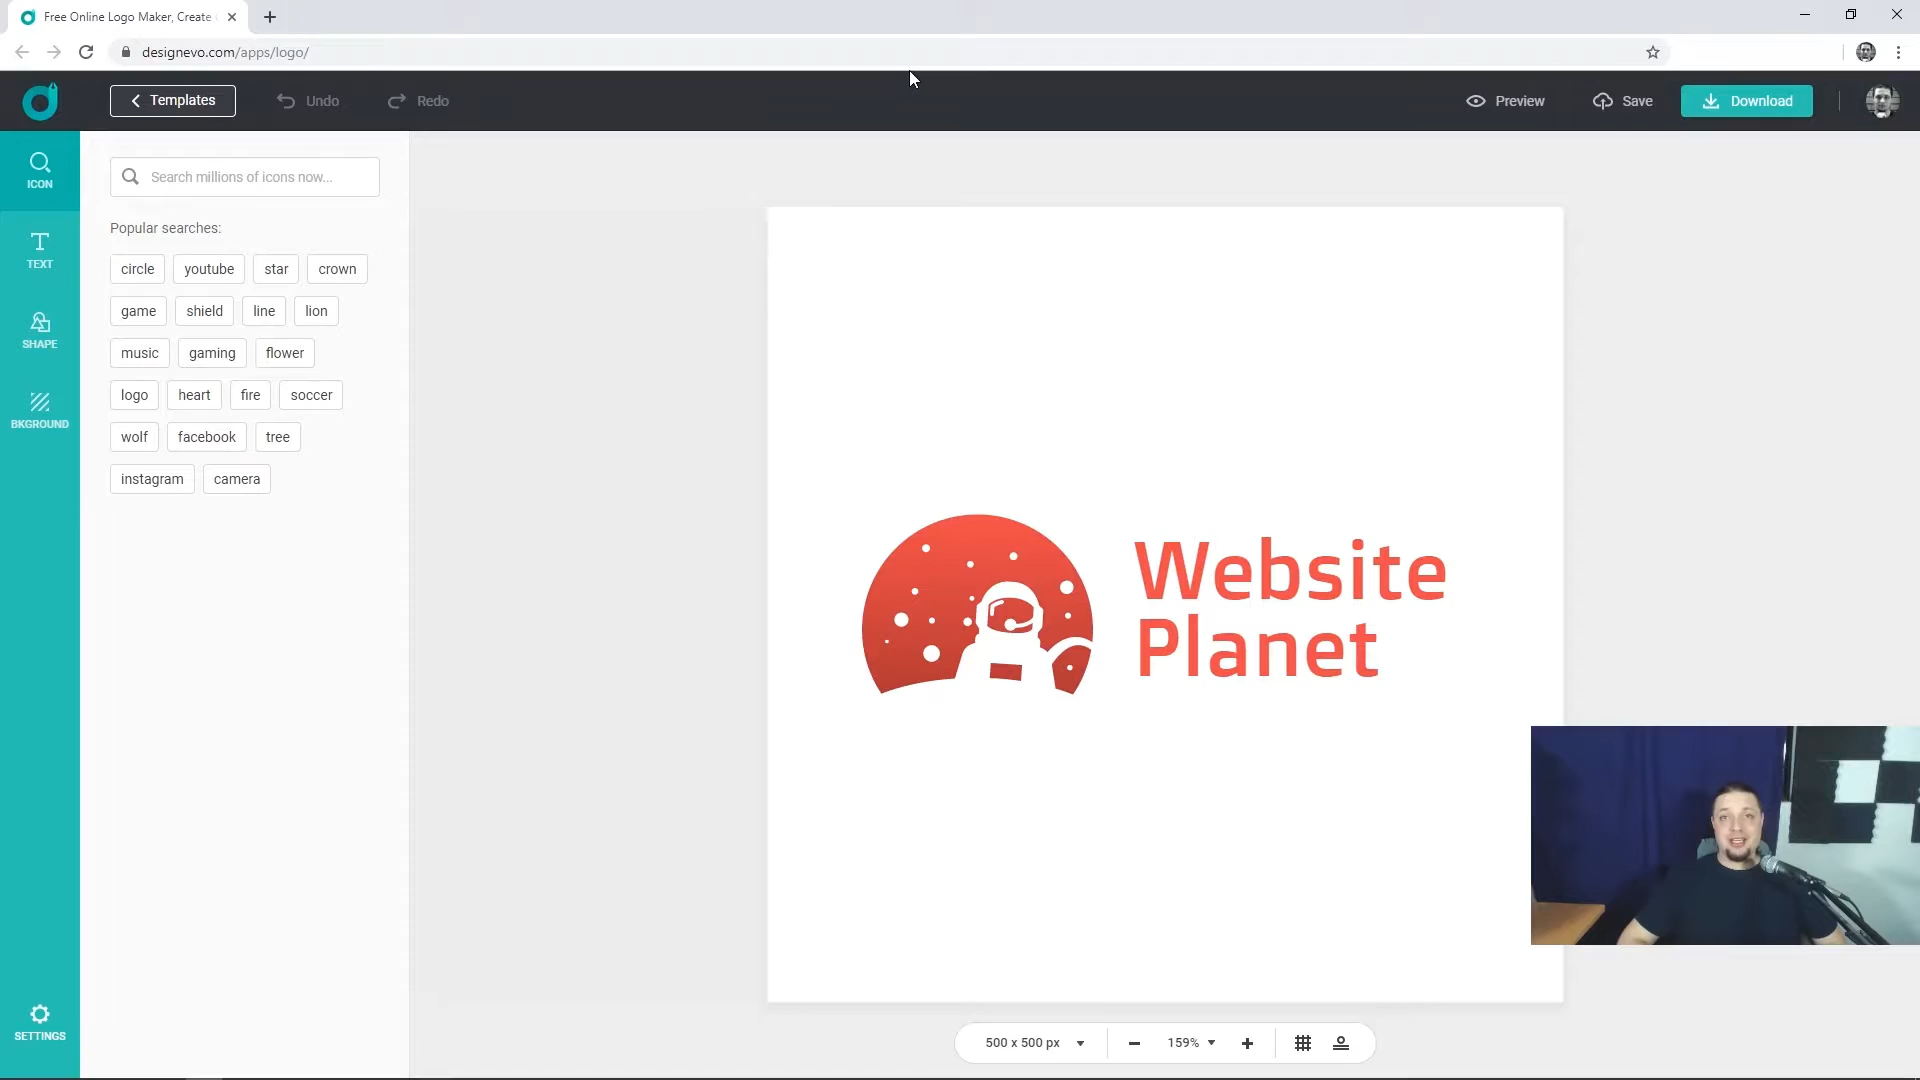 Free Online Logo Maker, Create
designevo.com/apps/logo/
Templates
Undo
Redo
Preview
Save
Download
ICON
TEXT
SHAPE
BKGROUND
SETTINGS
Search millions of icons now...
Popular searches:
circle youtube star crown
game shield line lion
music gaming flower
logo heart fire soccer
wolf facebook tree
instagram camera
Website
Planet
500 x 500 px
159%